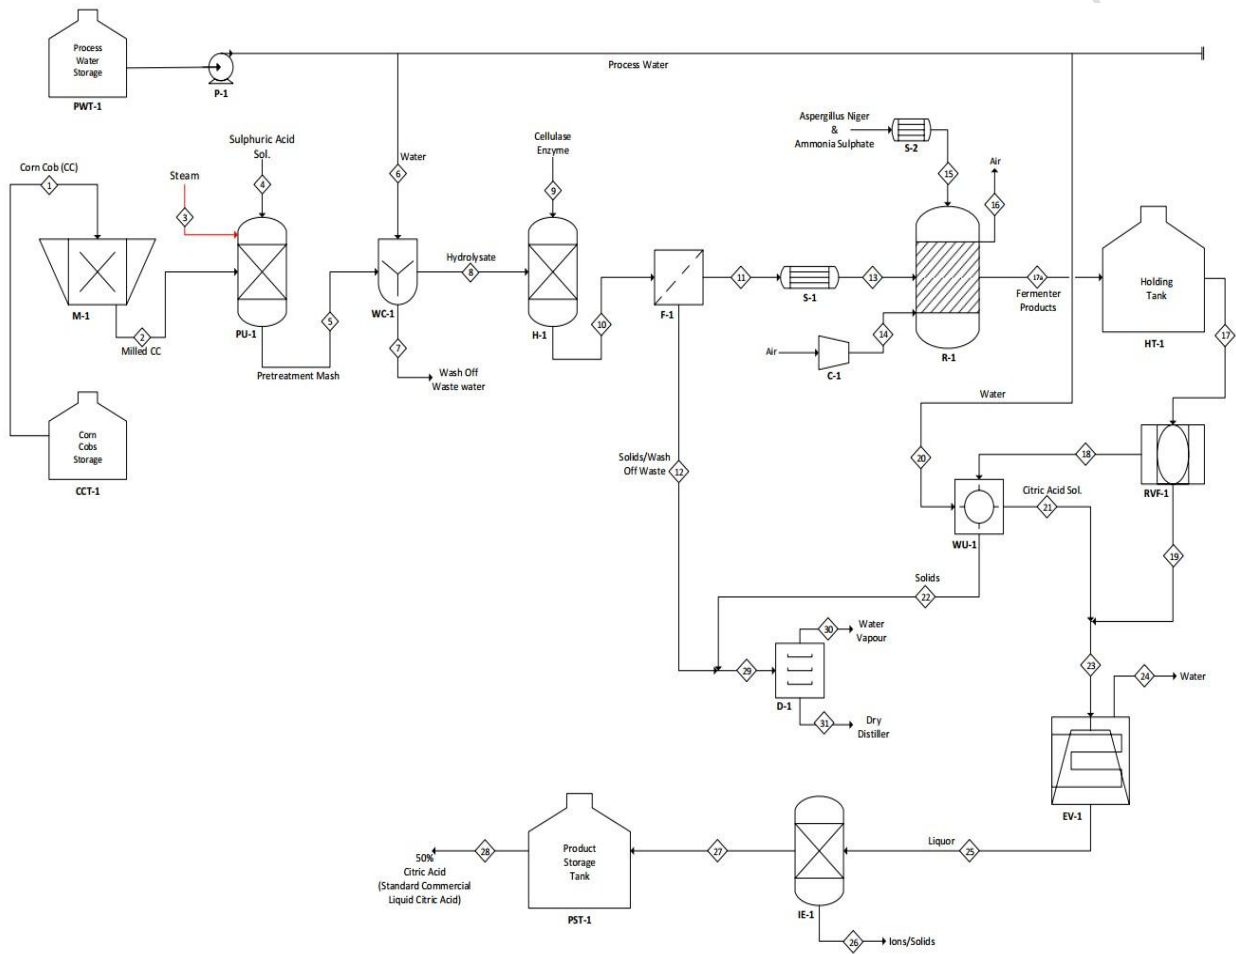 Process
Water
Storage
PWT-1
P-1
Process Water
Corn Cob (CC)
1
Steam
3
Sulphuric Acid
Sol.
4
Water
6
Cellulase
Enzyme
9
Aspergillus Niger
&
Ammonia Sulphate
S-2
15
Air
16
M-1
2
Milled CC
PU-1
5
Pretreatment Mash
WC-1
7
Wash Off
Waste water
Hydrolysate
8
H-1
10
F-1
11
S-1
13
Air
C-1
14
R-1
17a
Fermenter
Products
Holding
Tank
HT-1
17
Corn
Cobs
Storage
CCT-1
Solids/Wash
Off Waste
12
Water
20
18
RVF-1
WU-1
Citric Acid Sol.
21
19
Solids
22
30
Water
Vapour
29
D-1
31
Dry
Distiller
23
24
Water
EV-1
Liquor
25
IE-1
26
Ions/Solids
27
Product
Storage
Tank
PST-1
28
50%
Citric Acid
(Standard Commercial
Liquid Citric Acid)